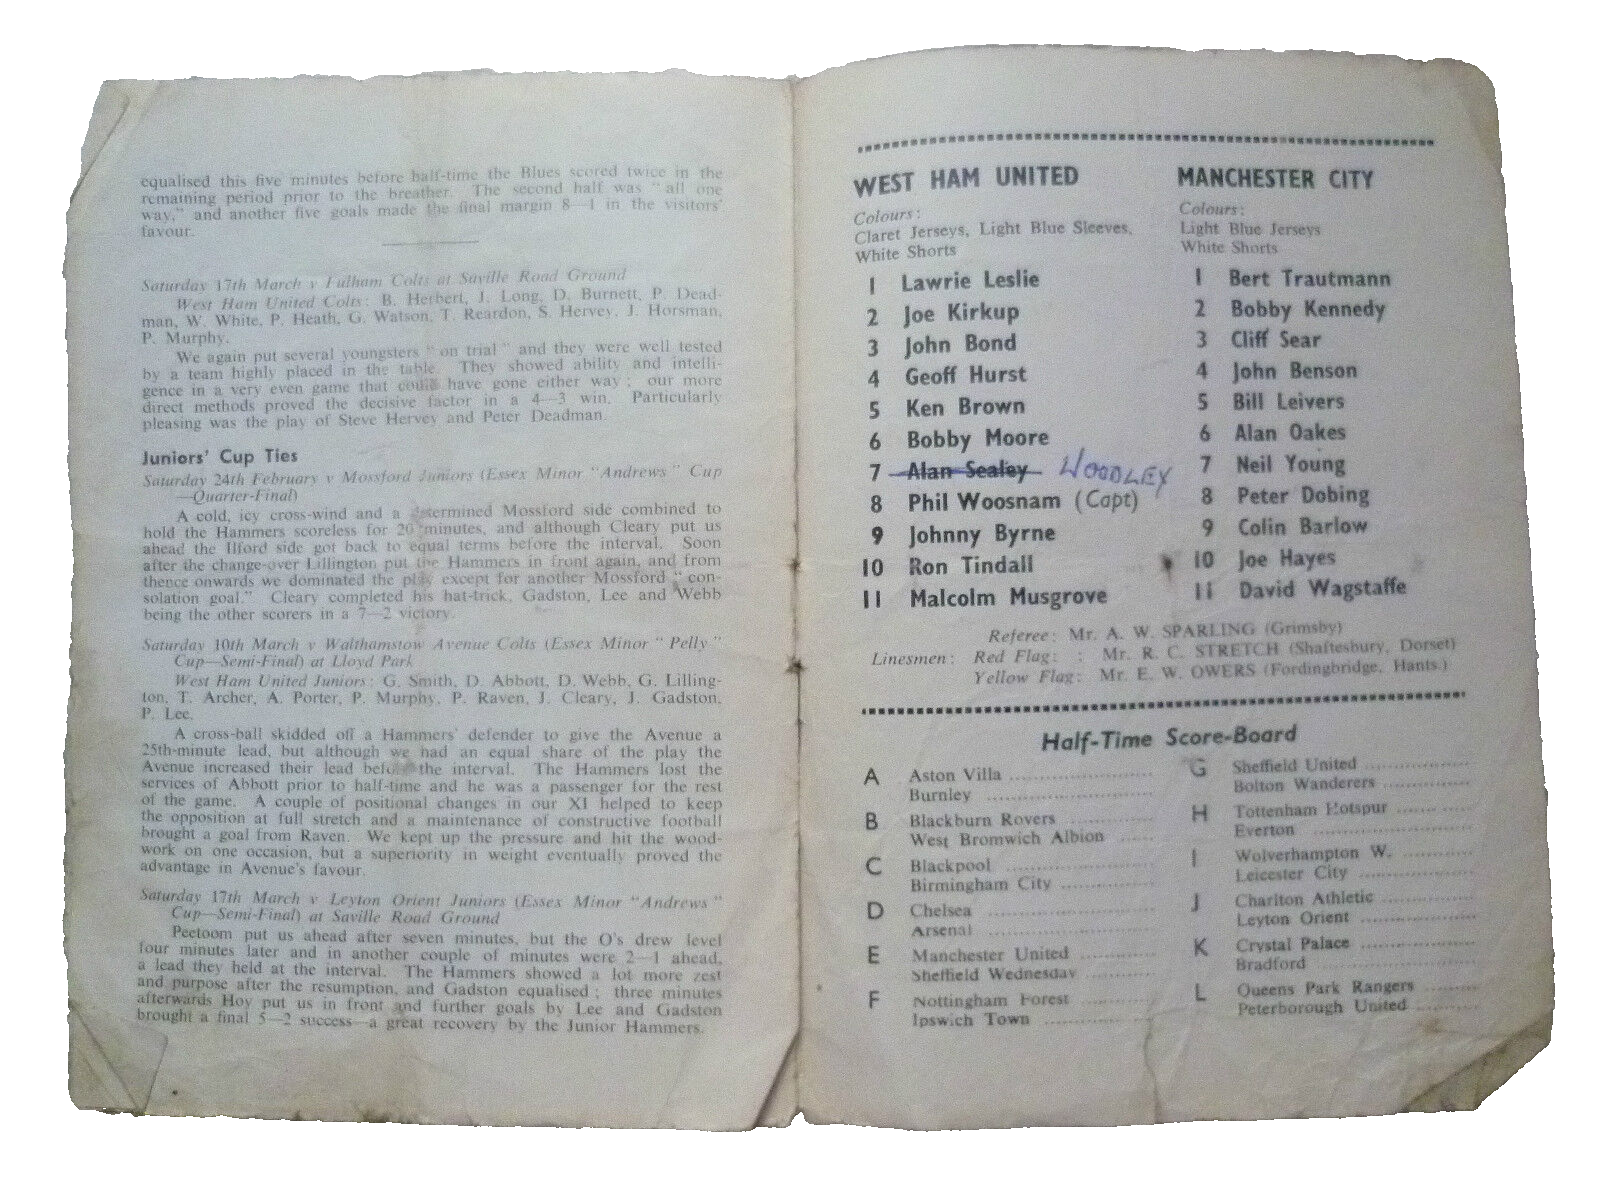 equalised this five minutes before half-time the Blues scored twice in the
remaining period prior to the breather. The second half was "all one
way," and another five goals made the final margin 8—1 in the visitors'
favour.
Saturday 17th March v Fulham Colts at Saville Road Ground
West Ham United Colts: B. Herbert, J. Long, D. Burnett, P. Dead-
man, W. White, P. Heath, G. Watson, T. Reardon, S. Hervey, J. Horsman,
P. Murphy.
We again put several youngsters "on trial" and they were well tested
by a team highly placed in the table. They showed ability and intelli-
gence in a very even game that could have gone either way; our more
direct methods proved the decisive factor in a 4—3 win. Particularly
pleasing was the play of Steve Hervey and Peter Deadman.
Juniors' Cup Ties
Saturday 24th February v Mossford Juniors (Essex Minor "Andrews" Cup
—Quarter-Final)
A cold, icy cross-wind and a determined Mossford side combined to
hold the Hammers scoreless for 20 minutes, and although Cleary put us
ahead the Ilford side got back to equal terms before the interval. Soon
after the change-over Lillington put the Hammers in front again, and from
thence onwards we dominated the play except for another Mossford "con-
solation goal." Cleary completed his hat-trick, Gadston, Lee and Webb
being the other scorers in a 7—2 victory.
Saturday 10th March v Walthamstow Avenue Colts (Essex Minor "Pelly"
Cup—Semi-Final) at Lloyd Park
West Ham United Juniors: G. Smith, D. Abbott, D. Webb, G. Lilling-
ton, T. Archer, A. Porter, P. Murphy, P. Raven, J. Cleary, J. Gadston,
P. Lee.
A cross-ball skidded off a Hammers' defender to give the Avenue a
25th-minute lead, but although we had an equal share of the play the
Avenue increased their lead before the interval. The Hammers lost the
services of Abbott prior to half-time and he was a passenger for the rest
of the game. A couple of positional changes in our XI helped to keep
the opposition at full stretch and a maintenance of constructive football
brought a goal from Raven. We kept up the pressure and hit the wood-
work on one occasion, but a superiority in weight eventually proved the
advantage in Avenue's favour.
Saturday 17th March v Leyton Orient Juniors (Essex Minor "Andrews"
Cup—Semi-Final) at Saville Road Ground
Peetoom put us ahead after seven minutes, but the O's drew level
four minutes later and in another couple of minutes were 2—1 ahead,
a lead they held at the interval. The Hammers showed a lot more zest
and purpose after the resumption, and Gadston equalised; three minutes
afterwards Hoy put us in front and further goals by Lee and Gadston
brought a final 5—2 success—a great recovery by the Junior Hammers.
WEST HAM UNITED
Colours:
Claret Jerseys, Light Blue Sleeves,
White Shorts
1 Lawrie Leslie
2 Joe Kirkup
3 John Bond
4 Geoff Hurst
5 Ken Brown
6 Bobby Moore
7 Alan Sealey WOODLEY
8 Phil Woosnam (Capt)
9 Johnny Byrne
10 Ron Tindall
11 Malcolm Musgrove
MANCHESTER CITY
Colours:
Light Blue Jerseys
White Shorts
1 Bert Trautmann
2 Bobby Kennedy
3 Cliff Sear
4 John Benson
5 Bill Leivers
6 Alan Oakes
7 Neil Young
8 Peter Dobing
9 Colin Barlow
10 Joe Hayes
11 David Wagstaffe
Referee: Mr. A. W. SPARLING (Grimsby)
Linesmen: Red Flag: : Mr. R. C. STRETCH (Shaftesbury, Dorset)
Yellow Flag: Mr. E. W. OWERS (Fordingbridge, Hants.)
Half-Time Score-Board
A Aston Villa
Burnley
B Blackburn Rovers
West Bromwich Albion
C Blackpool
Birmingham City
D Chelsea
Arsenal
E Manchester United
Sheffield Wednesday
F Nottingham Forest
Ipswich Town
G Sheffield United
Bolton Wanderers
H Tottenham Hotspur
Everton
I Wolverhampton W.
Leicester City
J Charlton Athletic
Leyton Orient
K Crystal Palace
Bradford
L Queens Park Rangers
Peterborough United